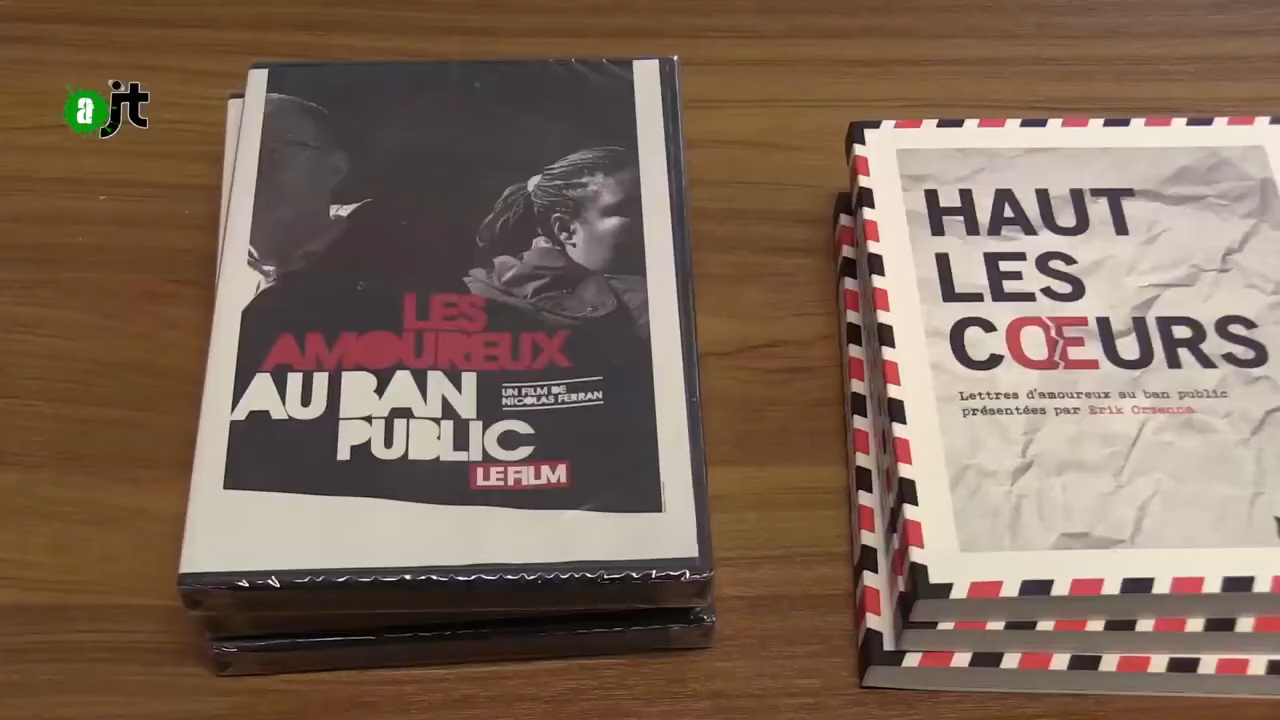 ajt
LES
AMOUREUX
AU BAN
PUBLIC
UN FILM DE
NICOLAS FERRAN
LE FILM
HAUT
LES
CŒURS
Lettres d'amoureux au ban public
présentées par Erik Orsenna